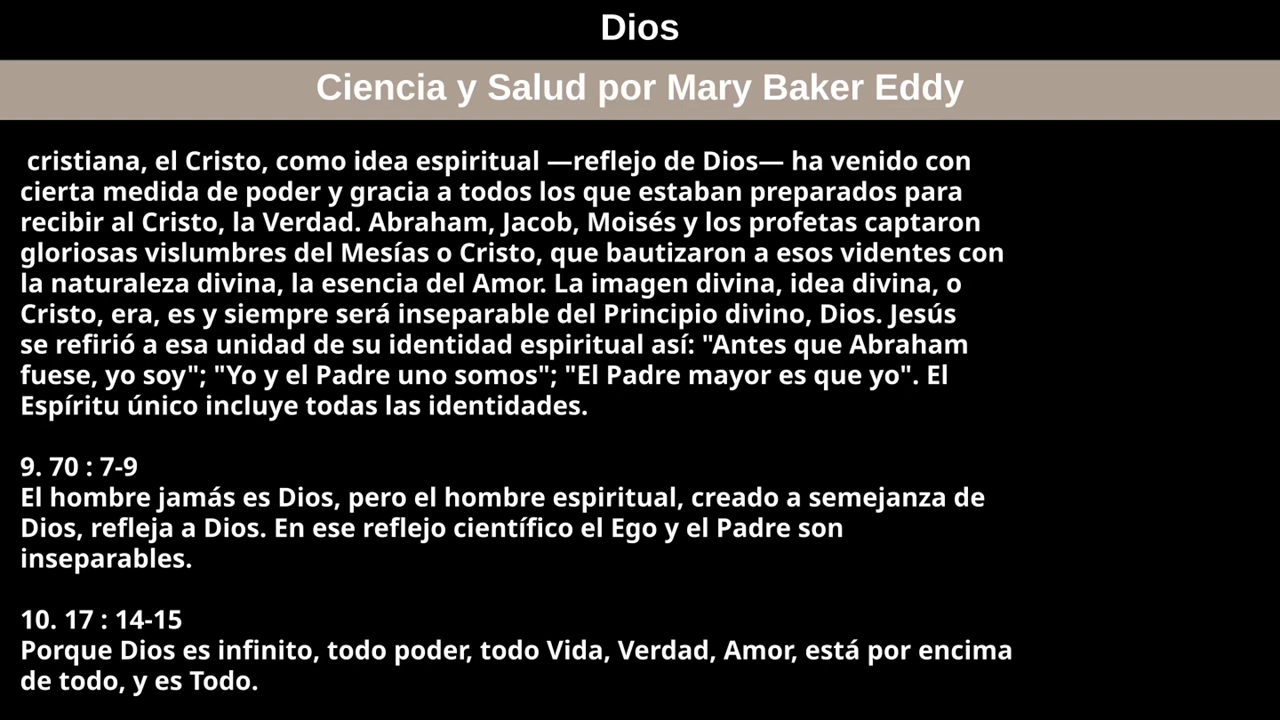 Dios
Ciencia y Salud por Mary Baker Eddy
cristiana, el Cristo, como idea espiritual —reflejo de Dios— ha venido con
cierta medida de poder y gracia a todos los que estaban preparados para
recibir al Cristo, la Verdad. Abraham, Jacob, Moisés y los profetas captaron
gloriosas vislumbres del Mesías o Cristo, que bautizaron a esos videntes con
la naturaleza divina, la esencia del Amor. La imagen divina, idea divina, o
Cristo, era, es y siempre será inseparable del Principio divino, Dios. Jesús
se refirió a esa unidad de su identidad espiritual así: "Antes que Abraham
fuese, yo soy"; "Yo y el Padre uno somos"; "El Padre mayor es que yo". El
Espíritu único incluye todas las identidades.
9. 70 : 7-9
El hombre jamás es Dios, pero el hombre espiritual, creado a semejanza de
Dios, refleja a Dios. En ese reflejo científico el Ego y el Padre son
inseparables.
10. 17 : 14-15
Porque Dios es infinito, todo poder, todo Vida, Verdad, Amor, está por encima
de todo, y es Todo.